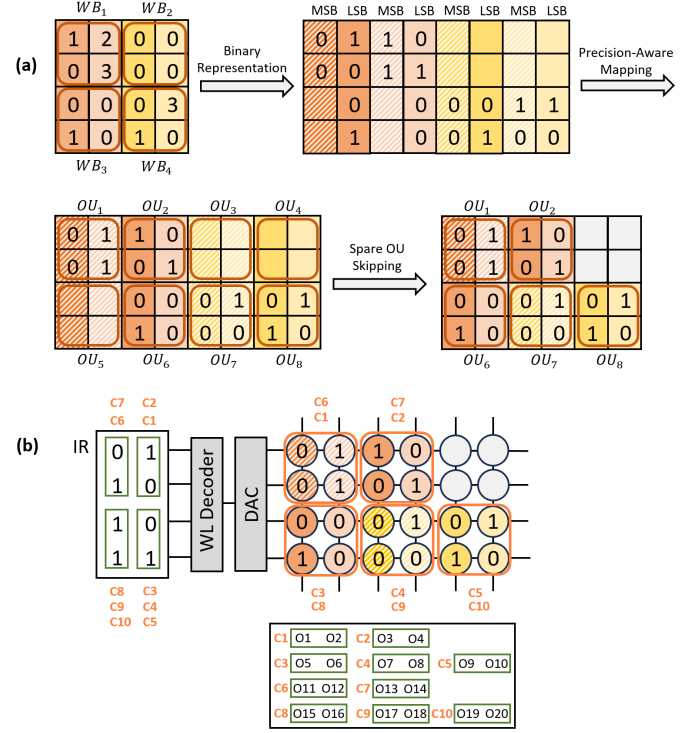 WB₁ WB₂
MSB LSB MSB LSB MSB LSB MSB LSB
(a)
1 2 0 0
0 3 0 0
0 0 0 3
1 0 1 0
WB₃ WB₄
Binary
Representation
0 1 1 0
0 0 1 1
0 0 0 0 1 1
1 0 0 1 0 0
Precision-Aware
Mapping
OU₁ OU₂ OU₃ OU₄
0 1 1 0
0 1 0 1
0 0 0 1 0 1
1 0 0 0 1 0
OU₅ OU₆ OU₇ OU₈
Spare OU
Skipping
OU₁ OU₂
0 1 1 0
0 1 0 1
0 0 0 1 0 1
1 0 0 0 1 0
OU₆ OU₇ OU₈
(b)
C7 C2
C6 C1
IR
0 1
1 0
1 0
1 1
C8 C3
C9 C4
C10 C5
WL Decoder
DAC
C6 C7
C1 C2
0 1 1 0
0 1 0 1
0 0 0 1 0 1
1 0 0 0 1 0
C3 C4 C5
C8 C9 C10
C1 O1 O2 C2 O3 O4
C3 O5 O6 C4 O7 O8 C5 O9 O10
C6 O11 O12 C7 O13 O14
C8 O15 O16 C9 O17 O18 C10 O19 O20